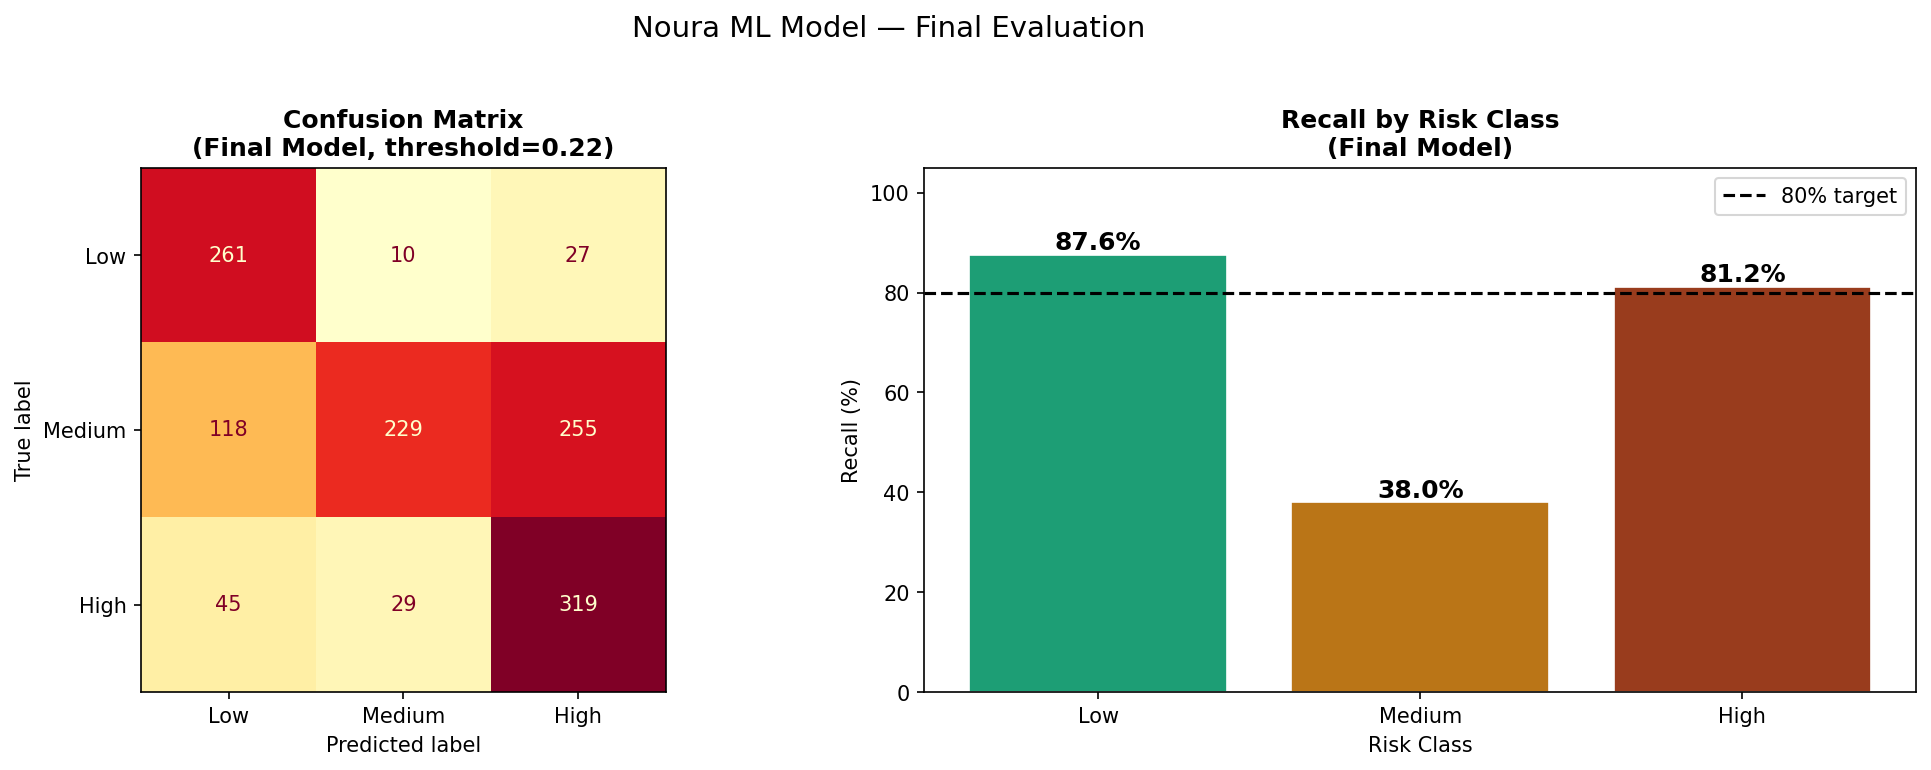 Noura ML Model — Final Evaluation
Confusion Matrix
(Final Model, threshold=0.22)
True label
Low
261
10
27
Medium
118
229
255
High
45
29
319
Low
Medium
High
Predicted label
Recall by Risk Class
(Final Model)
80% target
Recall (%)
100
80
60
40
20
0
87.6%
38.0%
81.2%
Low
Medium
High
Risk Class